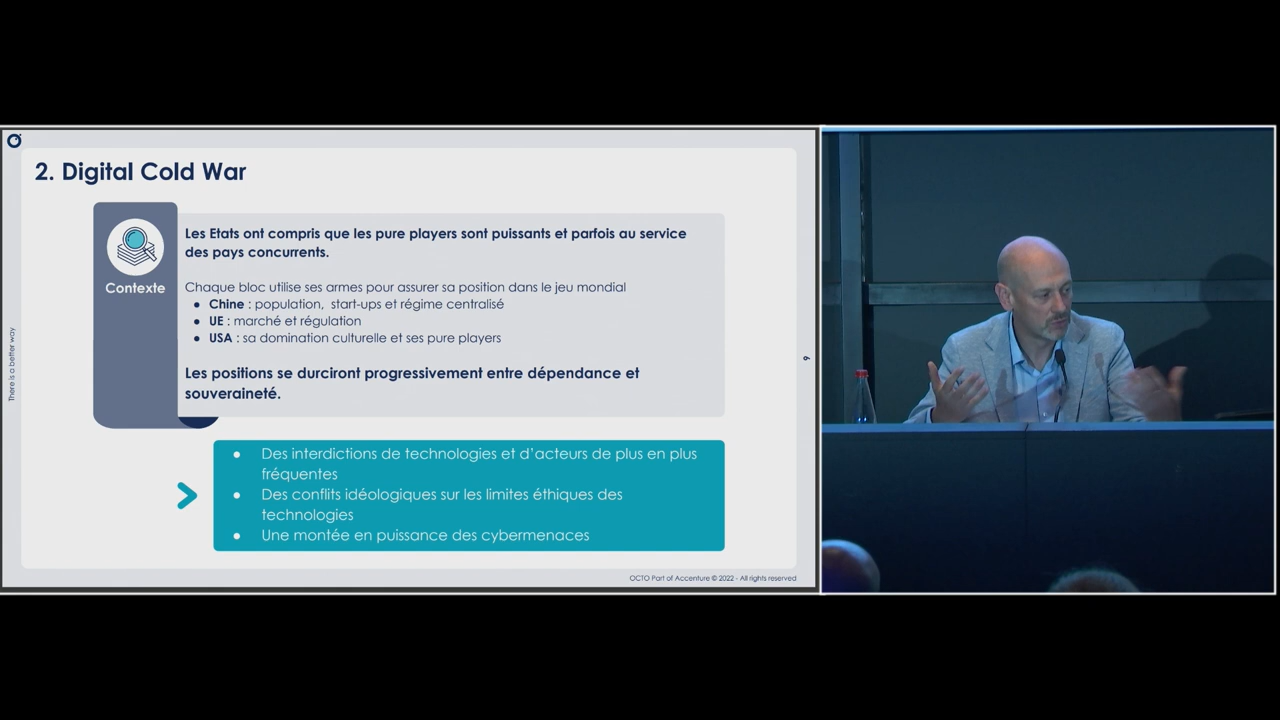 2. Digital Cold War
Contexte
Les Etats ont compris que les pure players sont puissants et parfois au service
des pays concurrents.
Chaque bloc utilise ses armes pour assurer sa position dans le jeu mondial
● Chine : population, start-ups et régime centralisé
● UE : marché et régulation
● USA : sa domination culturelle et ses pure players
Les positions se durciront progressivement entre dépendance et
souveraineté.
● Des interdictions de technologies et d’acteurs de plus en plus
fréquentes
● Des conflits idéologiques sur les limites éthiques des
technologies
● Une montée en puissance des cybermenaces
There is a better way
9
OCTO Part of Accenture © 2022 - All rights reserved